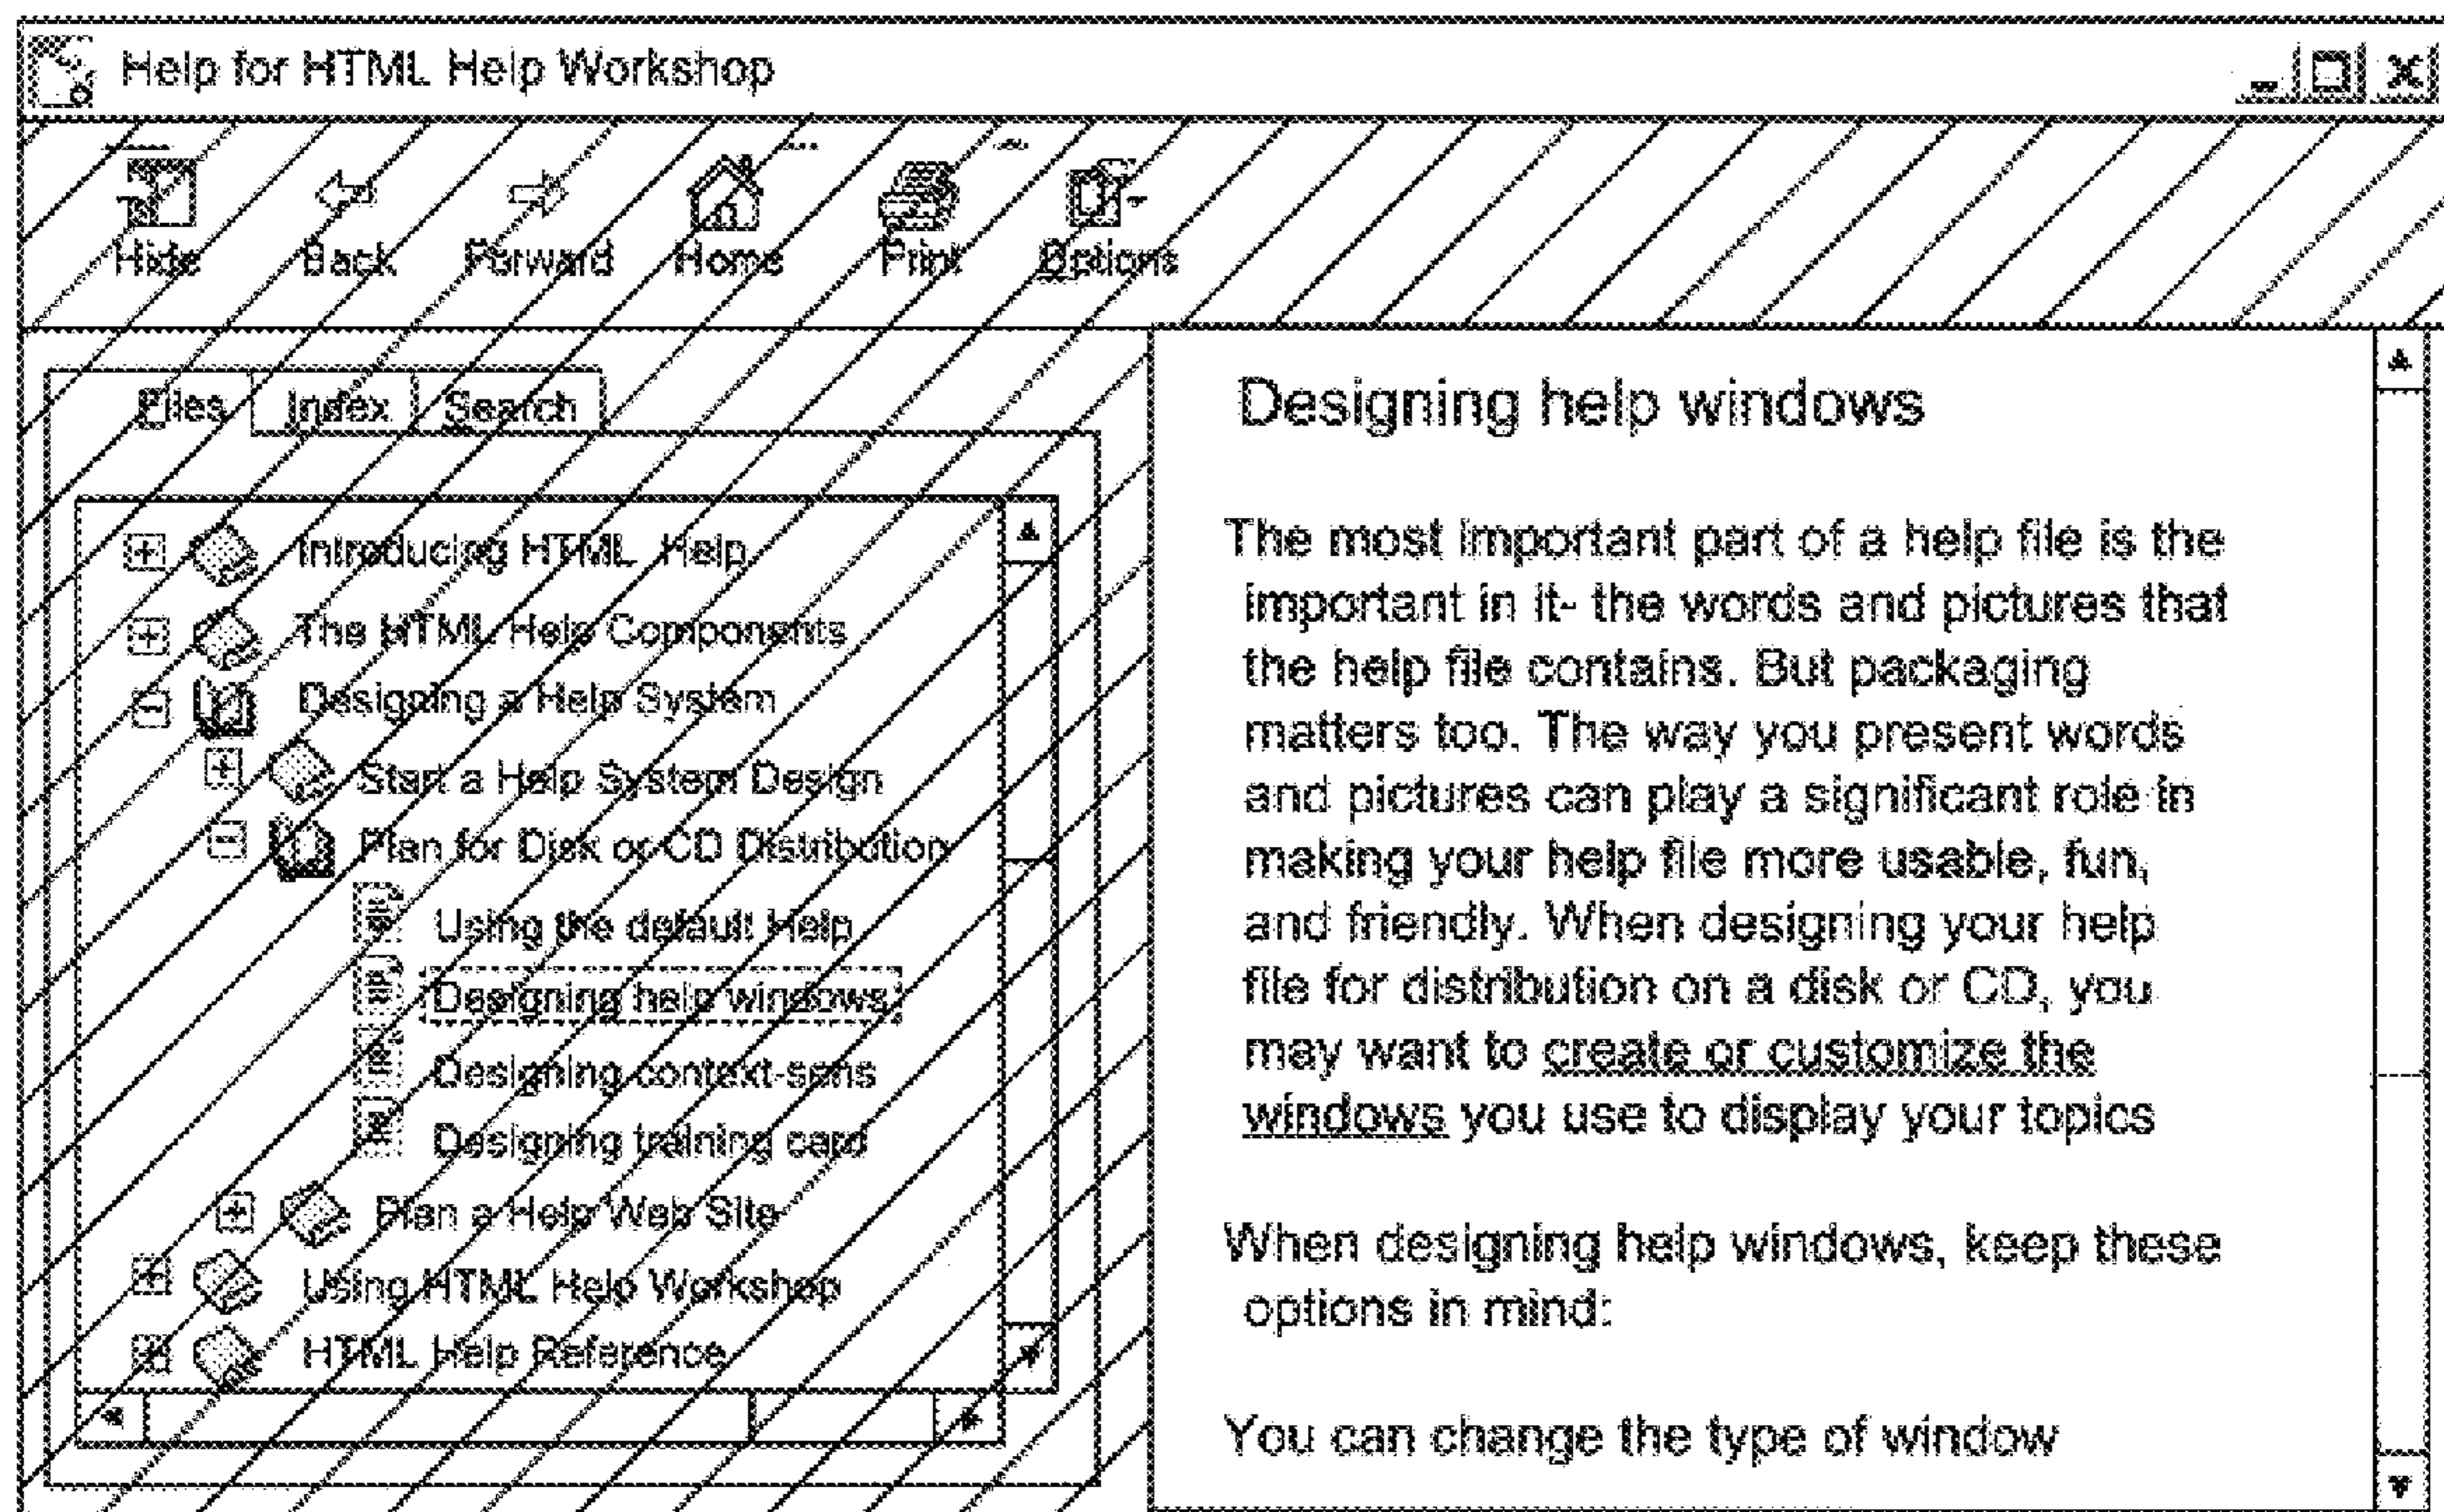 Help for HTML Help Workshop
Hide Back Forward Home Print Options
Files Index Search
Introducing HTML Help
The HTML Help Components
Designing a Help System
Start a Help System Design
Plan for Disk or CD Distribution
Using the default Help
Designing help windows
Designing context-sens
Designing training card
Plan a Help Web Site
Using HTML Help Workshop
HTML Help Reference
Designing help windows
The most important part of a help file is the
important in it- the words and pictures that
the help file contains. But packaging
matters too. The way you present words
and pictures can play a significant role in
making your help file more usable, fun,
and friendly. When designing your help
file for distribution on a disk or CD, you
may want to create or customize the
windows you use to display your topics
When designing help windows, keep these
options in mind:
You can change the type of window